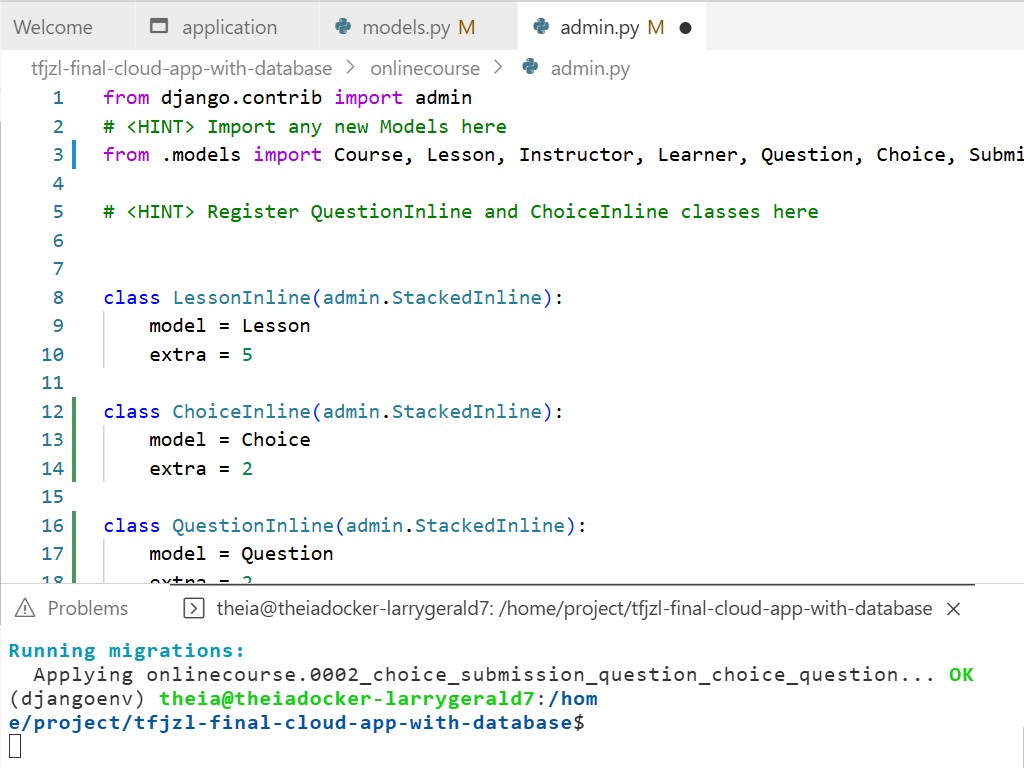 Welcome application models.py M admin.py M
tfjzl-final-cloud-app-with-database > onlinecourse > admin.py
1 from django.contrib import admin
2 # <HINT> Import any new Models here
3 from .models import Course, Lesson, Instructor, Learner, Question, Choice, Submi
4
5 # <HINT> Register QuestionInline and ChoiceInline classes here
6
7
8 class LessonInline(admin.StackedInline):
9 model = Lesson
10 extra = 5
11
12 class ChoiceInline(admin.StackedInline):
13 model = Choice
14 extra = 2
15
16 class QuestionInline(admin.StackedInline):
17 model = Question
18 extra = 2
Problems theia@theiadocker-larrygerald7: /home/project/tfjzl-final-cloud-app-with-database ×
Running migrations:
Applying onlinecourse.0002_choice_submission_question_choice_question... OK
(djangoenv) theia@theiadocker-larrygerald7:/hom
e/project/tfjzl-final-cloud-app-with-database$